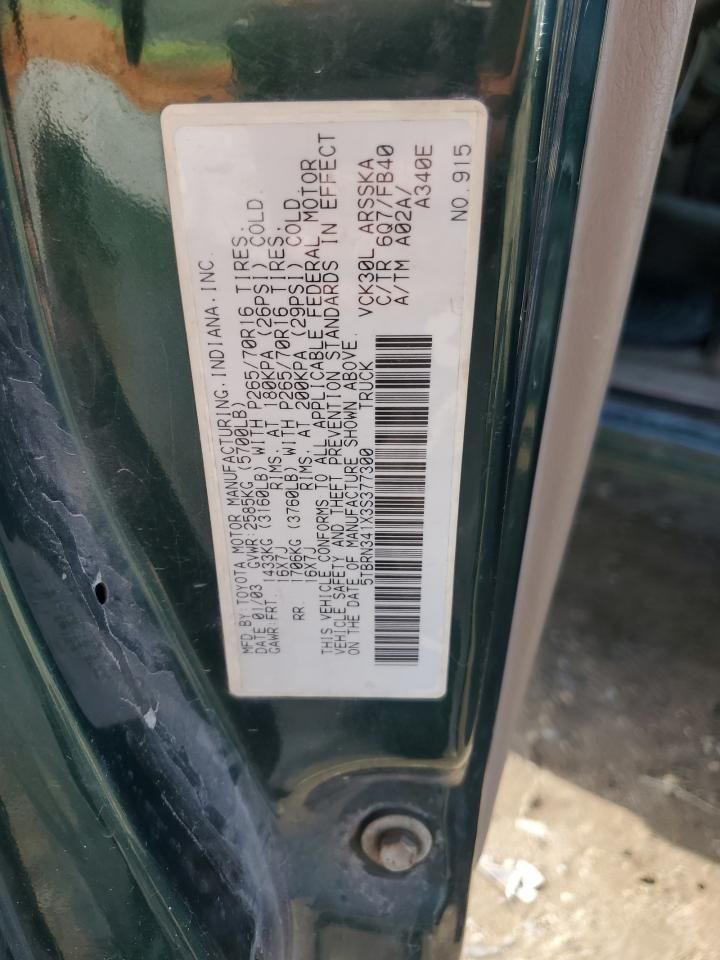 MFD.BY:TOYOTA MOTOR MANUFACTURING,INDIANA,INC.
DATE 01/03 GVWR:2585KG (5700LB)
GAWR:FRT. 1433KG (3160LB) WITH P265/70R16 TIRES,
16X7J RIMS, AT 180KPA (26PSI) COLD.
RR. 1706KG (3760LB) WITH P265/70R16 TIRES,
16X7J RIMS, AT 200KPA (29PSI) COLD.
THIS VEHICLE CONFORMS TO ALL APPLICABLE FEDERAL MOTOR
VEHICLE SAFETY AND THEFT PREVENTION STANDARDS IN EFFECT
ON THE DATE OF MANUFACTURE SHOWN ABOVE.
5TBRN341X3S377300 TRUCK
VCK30L ARSSKA
C/TR 6Q7/FB40
A/TM A02A/
A340E
NO.915